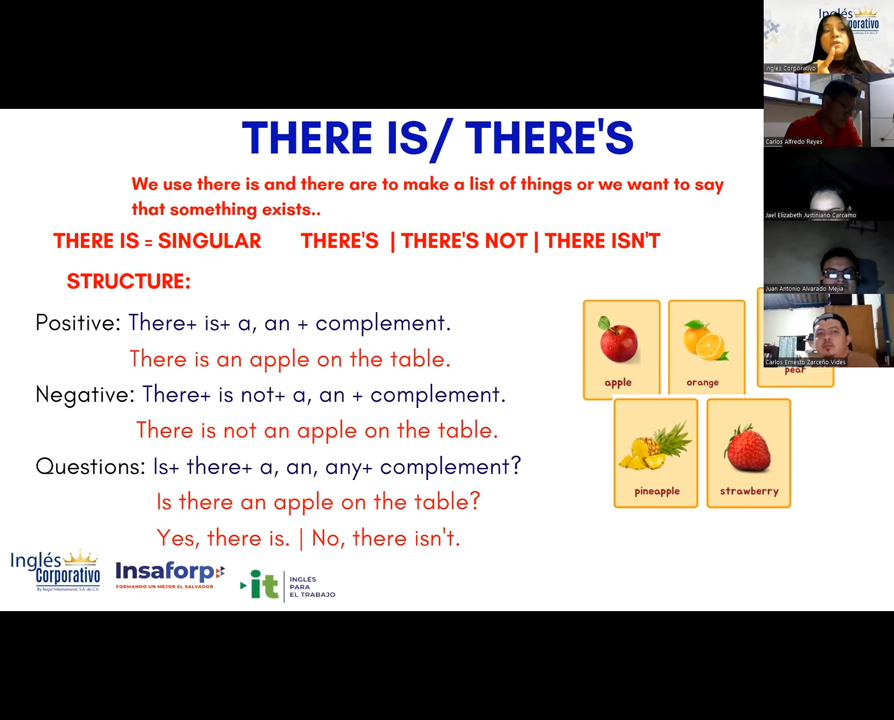 THERE IS/ THERE'S
We use there is and there are to make a list of things or we want to say
that something exists..
THERE IS = SINGULAR THERE'S | THERE'S NOT | THERE ISN'T
STRUCTURE:
Positive: There+ is+ a, an + complement.
There is an apple on the table.
Negative: There+ is not+ a, an + complement.
There is not an apple on the table.
Questions: Is+ there+ a, an, any+ complement?
Is there an apple on the table?
Yes, there is. | No, there isn't.
apple
orange
pear
pineapple
strawberry
Inglés
Corporativo
By Regal International, S.A. de C.V.
Insaforp
FORMANDO UN MEJOR EL SALVADOR
it
INGLÉS
PARA
EL TRABAJO
Inglés
orporativo
Inglés Corporativo
Carlos Alfredo Reyes
Jael Elizabeth Justiniano Carcamo
Juan Antonio Alvarado Mejia
Carlos Ernesto Zarceño Vides